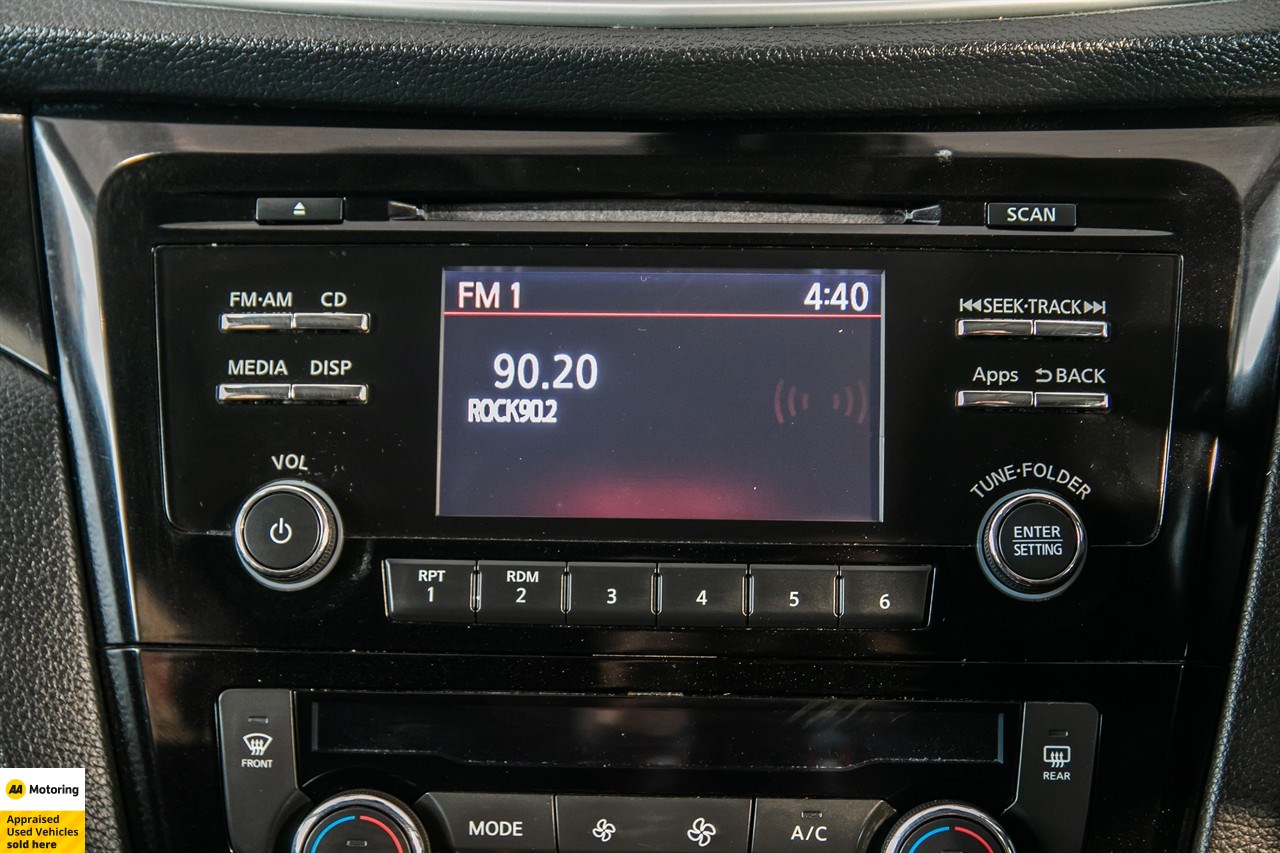 SCAN
FM·AM CD
MEDIA DISP
VOL
FM 1 4:40
90.20
ROCK90.2
SEEK·TRACK
Apps BACK
TUNE·FOLDER
ENTER
SETTING
RPT RDM
1 2 3 4 5 6
FRONT
REAR
MODE A/C
AA Motoring
Appraised
Used Vehicles
sold here